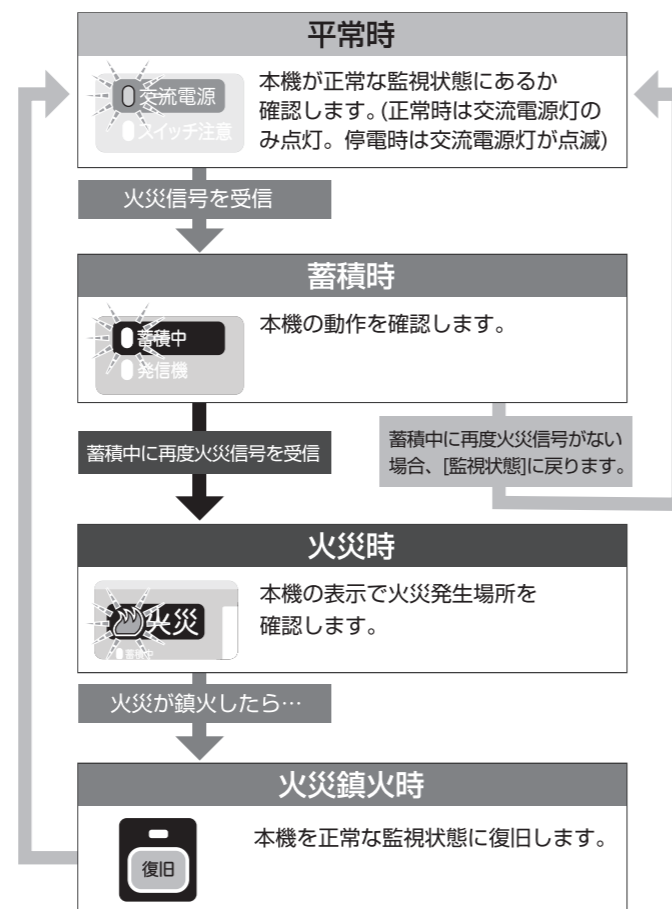 平常時
交流電源
スイッチ注意
本機が正常な監視状態にあるか
確認します。(正常時は交流電源灯の
み点灯。停電時は交流電源灯が点滅)
火災信号を受信
蓄積時
蓄積中
発信機
本機の動作を確認します。
蓄積中に再度火災信号を受信
蓄積中に再度火災信号がない
場合、[監視状態]に戻ります。
火災時
火災
蓄積中
本機の表示で火災発生場所を
確認します。
火災が鎮火したら…
火災鎮火時
復旧
本機を正常な監視状態に復旧します。